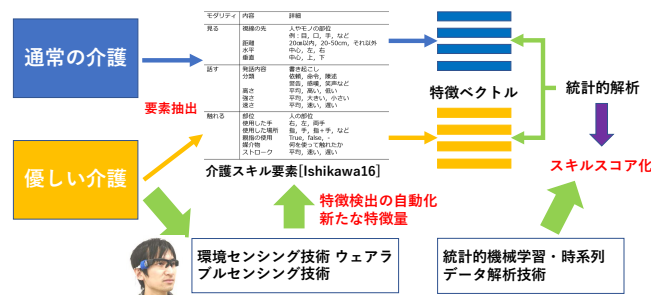 通常の介護
優しい介護
要素抽出
モダリティ 内容 詳細
見る 視線の先 人やモノの部位
例：目, 口, 手, など
距離 20㎝以内, 20-50cm, それ以外
水平 中心, 左, 右
垂直 中心, 上, 下
話す 発話内容 書き起こし
分類 依頼, 命令, 陳述
高さ 平均, 高い, 低い
強さ 平均, 大きい, 小さい
速さ 平均, 速い, 遅い
触れる 部位 人の部位
使用した手 右, 左, 両手
使用した場所 指, 手, 指+手, など
親指の使用 True, false, -
媒介物 何を使って触れたか
ストローク 平均, 速い, 遅い
介護スキル要素[Ishikawa16]
特徴ベクトル
統計的解析
スキルスコア化
特徴検出の自動化
新たな特徴量
環境センシング技術 ウェアラ
ブルセンシング技術
統計的機械学習・時系列
データ解析技術